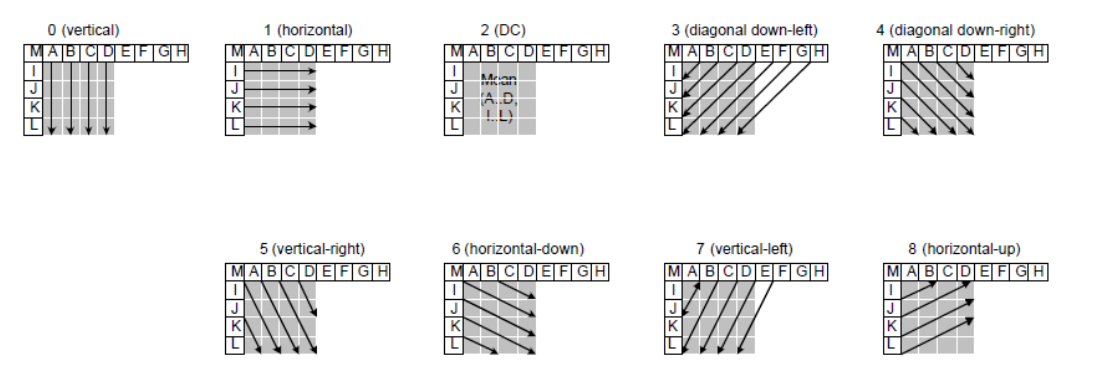 0 (vertical)
1 (horizontal)
2 (DC)
3 (diagonal down-left)
4 (diagonal down-right)
M A B C D E F G H
M A B C D E F G H
M A B C D E F G H
M A B C D E F G H
M A B C D E F G H
I
J
K
L
I
J
K
L
I
J
K
L
Mean
(A..D,
I..L)
I
J
K
L
I
J
K
L
5 (vertical-right)
6 (horizontal-down)
7 (vertical-left)
8 (horizontal-up)
M A B C D E F G H
M A B C D E F G H
M A B C D E F G H
M A B C D E F G H
I
J
K
L
I
J
K
L
I
J
K
L
I
J
K
L